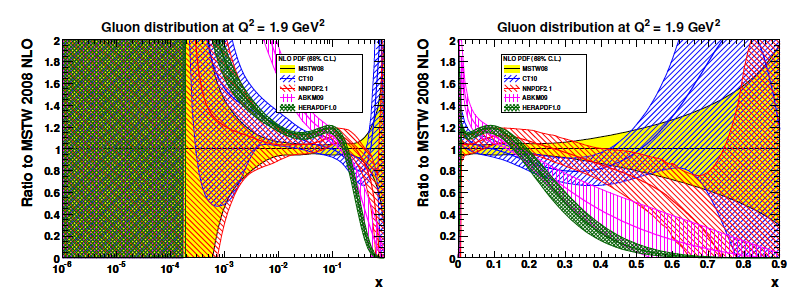 Gluon distribution at Q² = 1.9 GeV²
Ratio to MSTW 2008 NLO
2
1.8
1.6
1.4
1.2
1
0.8
0.6
0.4
0.2
0
NLO PDF (68% C.L.)
MSTW08
CT10
NNPDF2.1
ABKM09
HERAPDF1.0
10⁻⁶ 10⁻⁵ 10⁻⁴ 10⁻³ 10⁻² 10⁻¹
x
Gluon distribution at Q² = 1.9 GeV²
Ratio to MSTW 2008 NLO
2
1.8
1.6
1.4
1.2
1
0.8
0.6
0.4
0.2
0
NLO PDF (68% C.L.)
MSTW08
CT10
NNPDF2.1
ABKM09
HERAPDF1.0
0 0.1 0.2 0.3 0.4 0.5 0.6 0.7 0.8 0.9
x